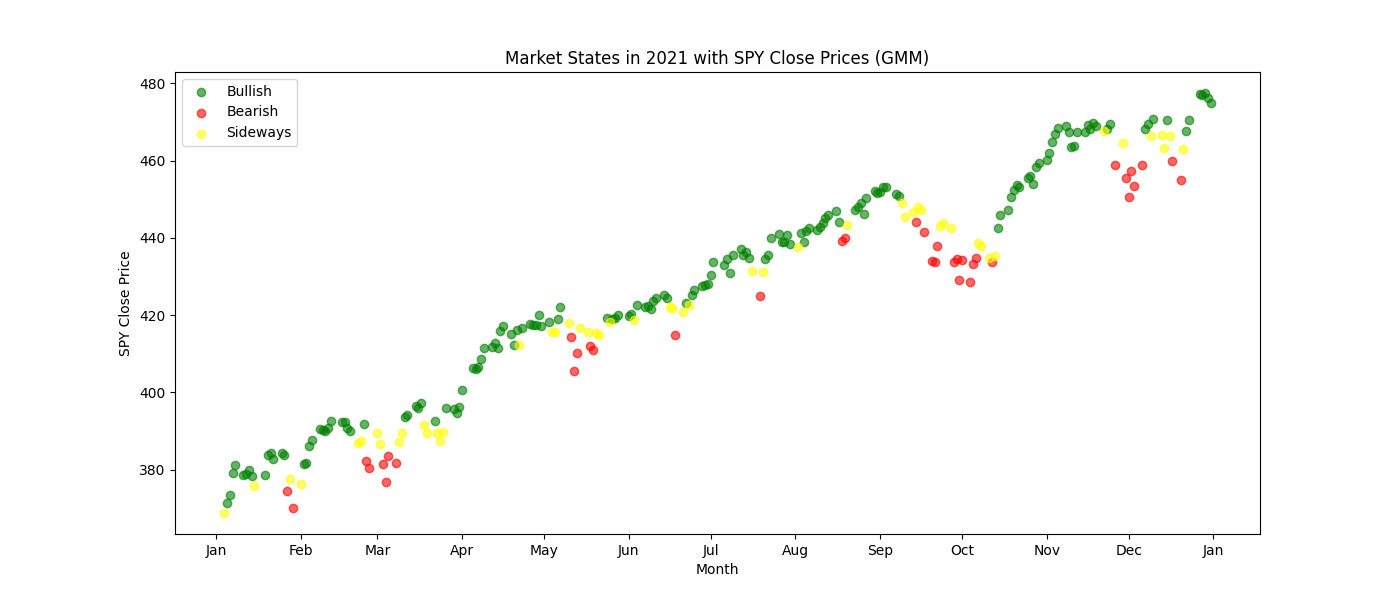 Market States in 2021 with SPY Close Prices (GMM)
Bullish
Bearish
Sideways
SPY Close Price
480
460
440
420
400
380
Jan Feb Mar Apr May Jun Jul Aug Sep Oct Nov Dec Jan
Month